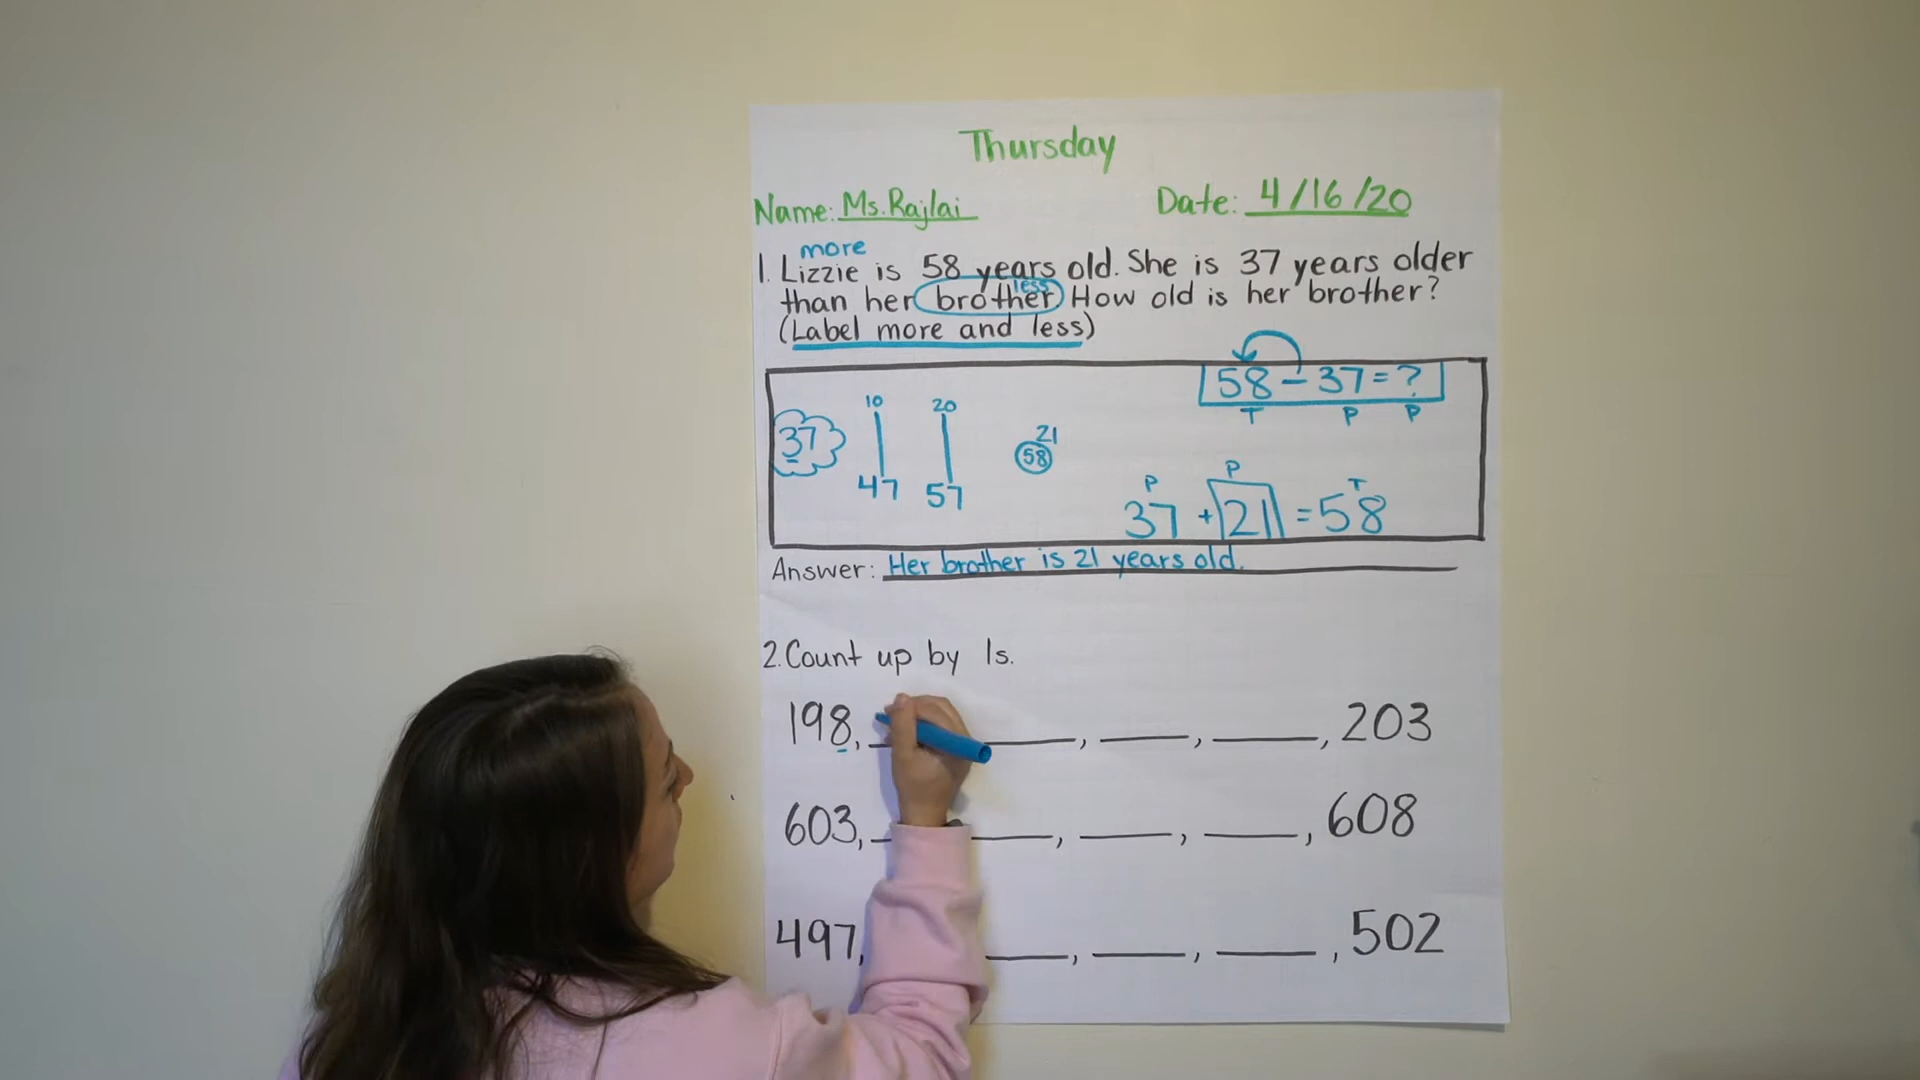 Thursday
Name: Ms. Rajlai Date: 4/16/20
more
1. Lizzie is 58 years old. She is 37 years older
less
than her brother. How old is her brother?
(Label more and less)
58 - 37 = ?
T P P
10 20
37
21
58
47 57
P P T
37 + 21 = 58
Answer: Her brother is 21 years old.
2. Count up by 1s.
198, , , , 203
603, , , , 608
497, , , , 502